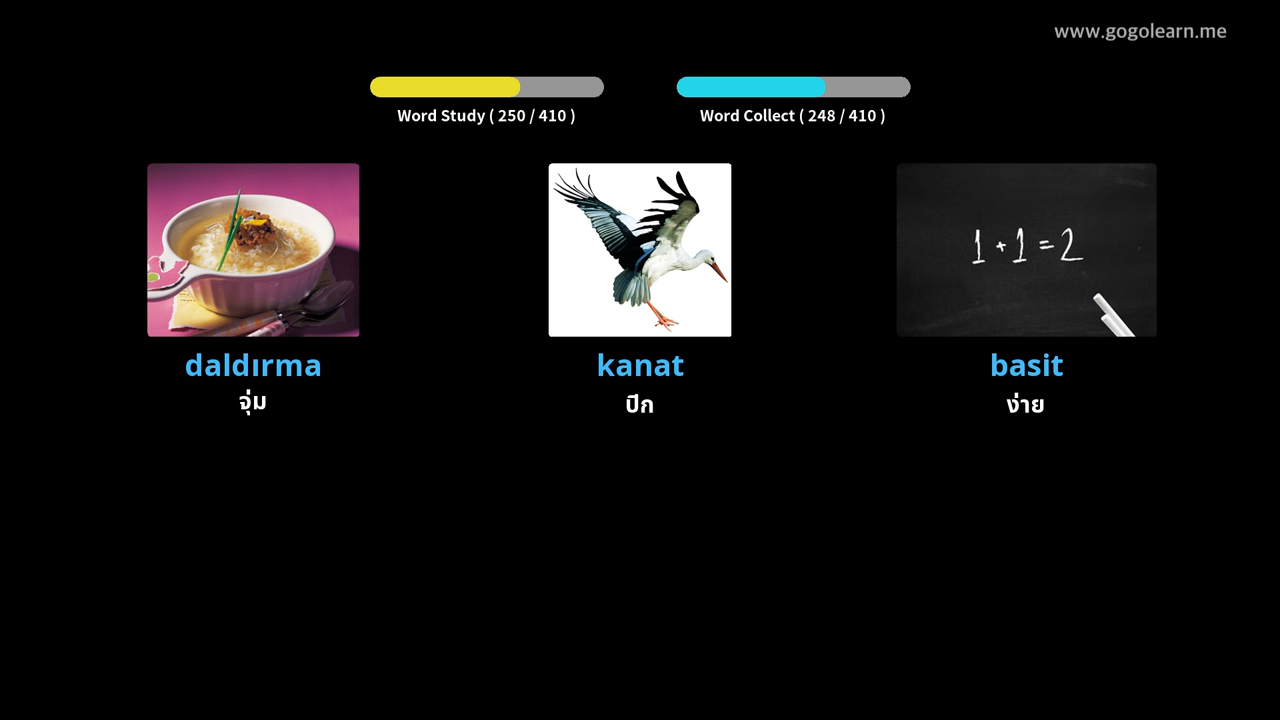 www.gogolearn.me
Word Study ( 250 / 410 )
Word Collect ( 248 / 410 )
1 + 1 = 2
daldırma
kanat
basit
จุ่ม
ปีก
ง่าย